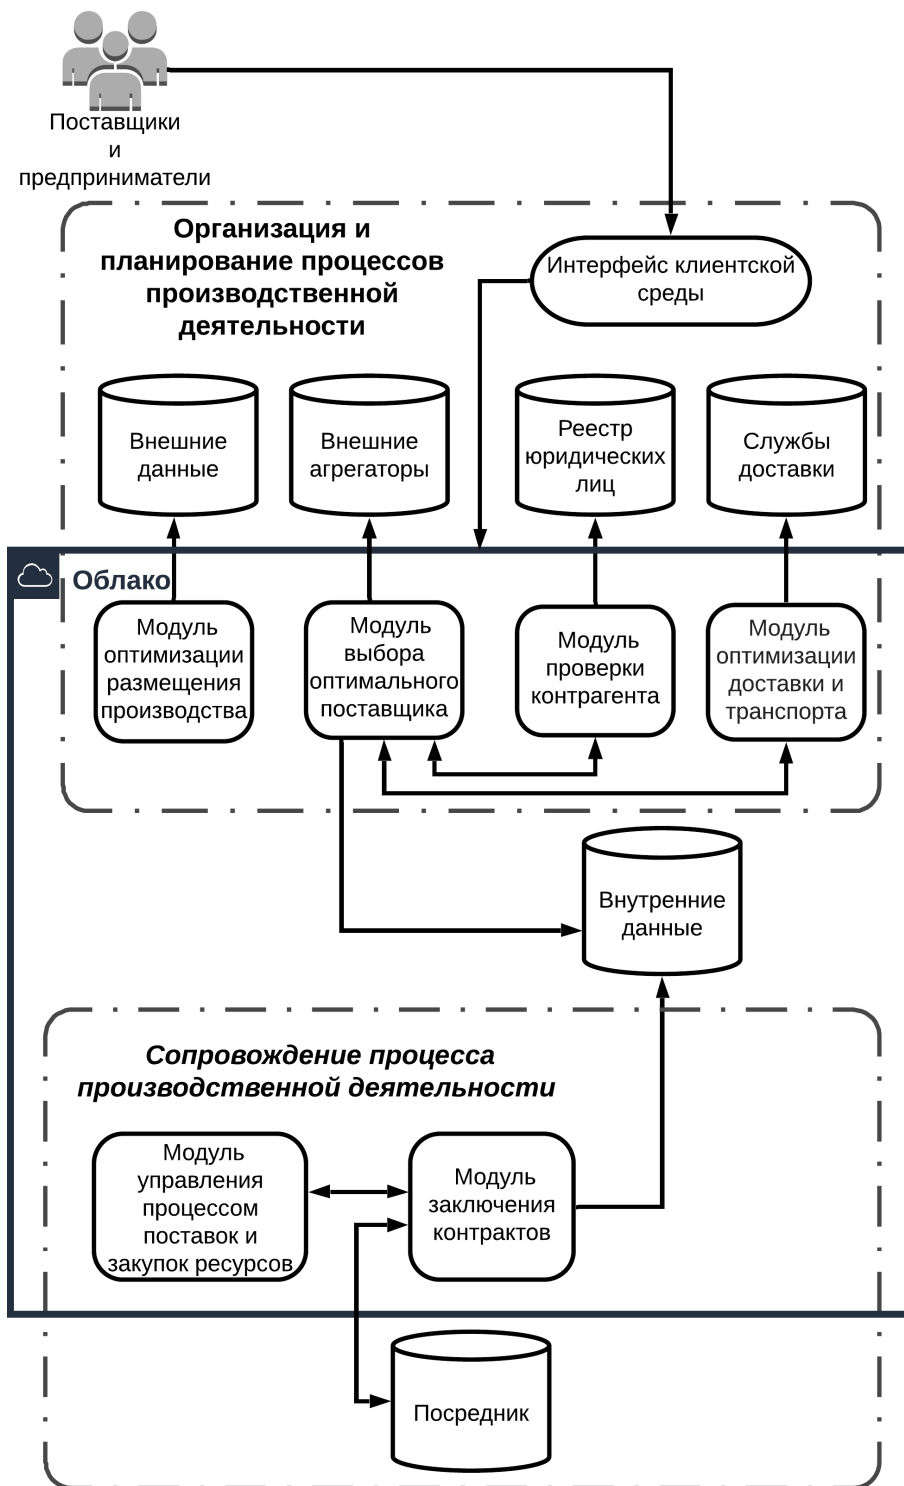 Поставщики
и
предприниматели
Организация и
планирование процессов
производственной
деятельности
Интерфейс клиентской
среды
Внешние
данные
Внешние
агрегаторы
Реестр
юридических
лиц
Службы
доставки
Облако
Модуль
оптимизации
размещения
производства
Модуль
выбора
оптимального
поставщика
Модуль
проверки
контрагента
Модуль
оптимизации
доставки и
транспорта
Внутренние
данные
Сопровождение процесса
производственной деятельности
Модуль
управления
процессом
поставок и
закупок ресурсов
Модуль
заключения
контрактов
Посредник